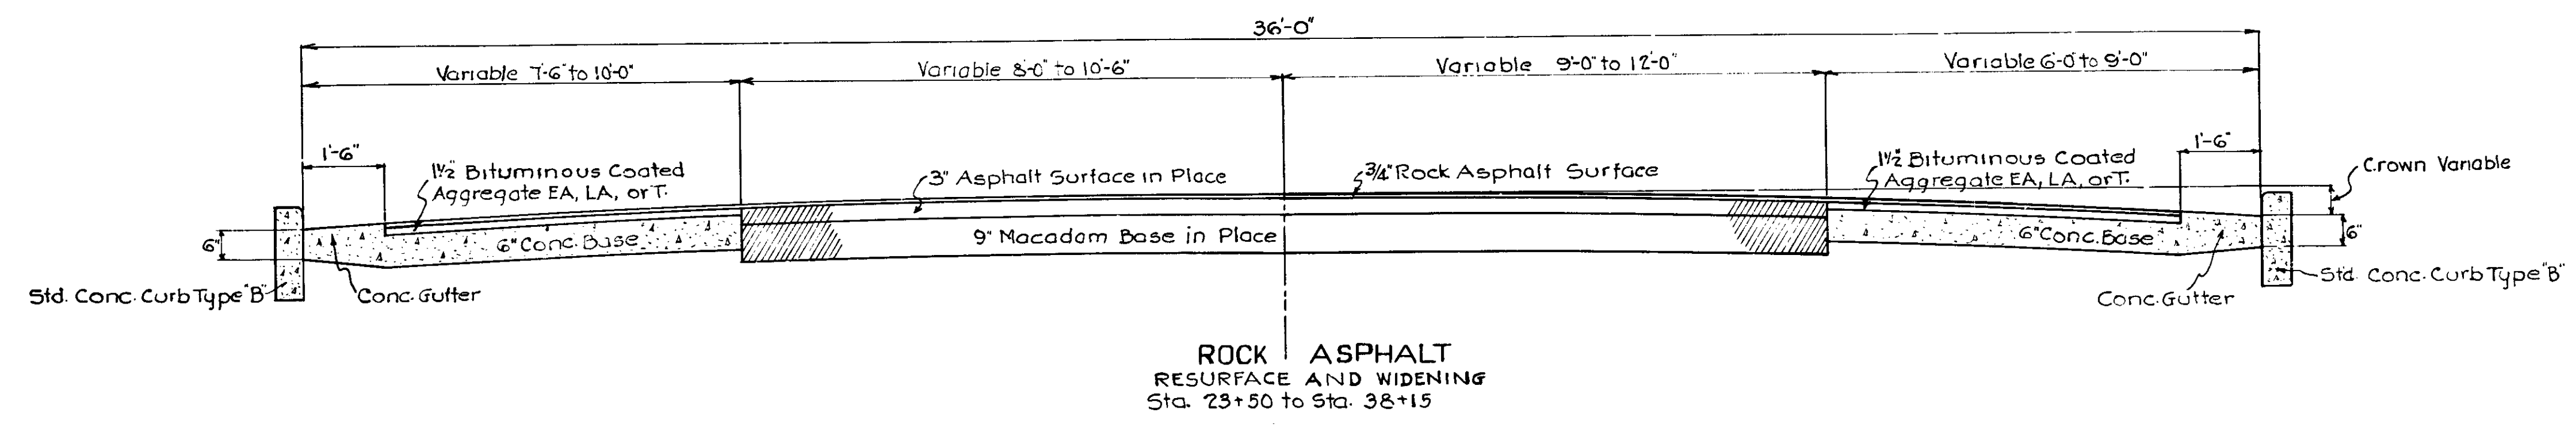 36'-0"
Variable 7'-6" to 10'-0"
Variable 8'-0" to 10'-6"
Variable 9'-0" to 12'-0"
Variable 6'-0" to 9'-0"
1'-6"
1½" Bituminous Coated
Aggregate EA, LA, or T.
3" Asphalt Surface in Place
3/4" Rock Asphalt Surface
1½" Bituminous Coated
Aggregate EA, LA, or T.
1'-6"
Crown Variable
6"
6" Conc. Base
9" Macadam Base in Place
6" Conc. Base
6"
Std. Conc. Curb Type "B"
Conc. Gutter
Conc. Gutter
Std. Conc. Curb Type "B"
ROCK ASPHALT
RESURFACE AND WIDENING
Sta. 23+50 to Sta. 38+15